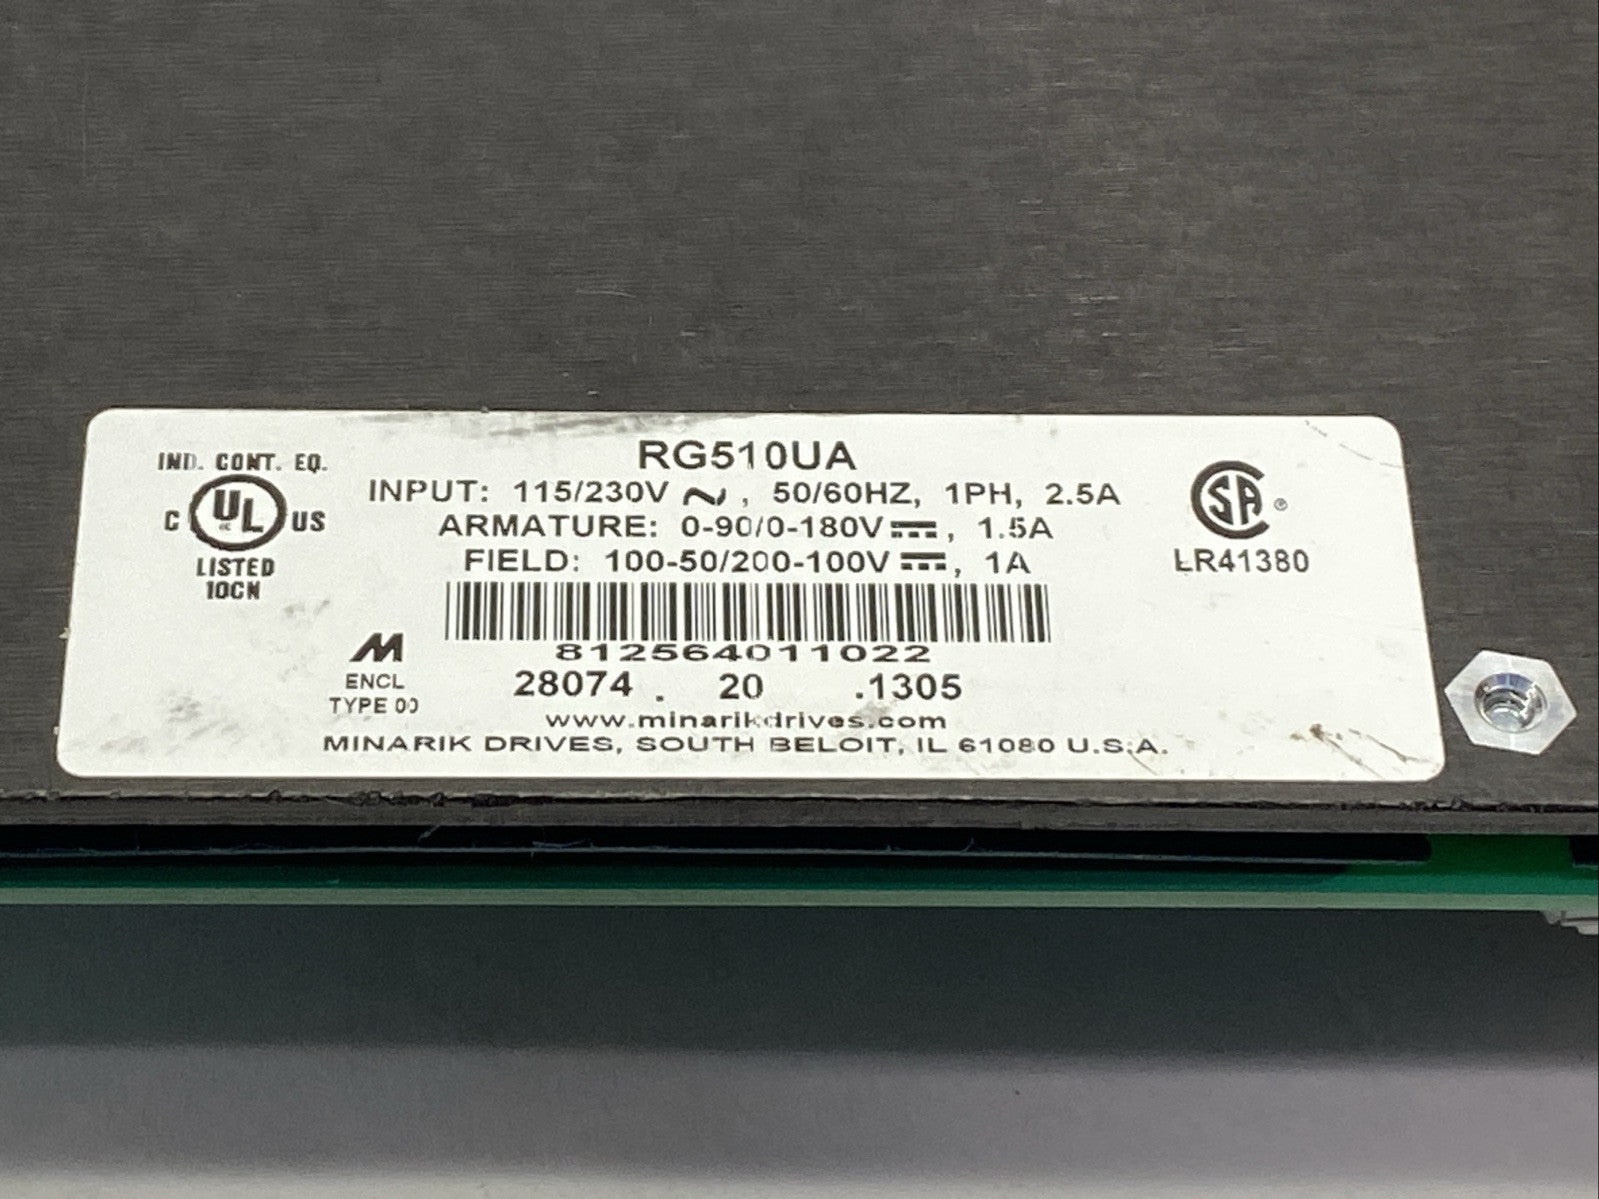 RG510UA
IND. CONT. EQ.
C UL US
LISTED
10CN
INPUT: 115/230V ~, 50/60HZ, 1PH, 2.5A
ARMATURE: 0-90/0-180V ⎓, 1.5A
FIELD: 100-50/200-100V ⎓, 1A
SA ®
LR41380
812564011022
M
ENCL
TYPE 00
28074 . 20 .1305
www.minarikdrives.com
MINARIK DRIVES, SOUTH BELOIT, IL 61080 U.S.A.